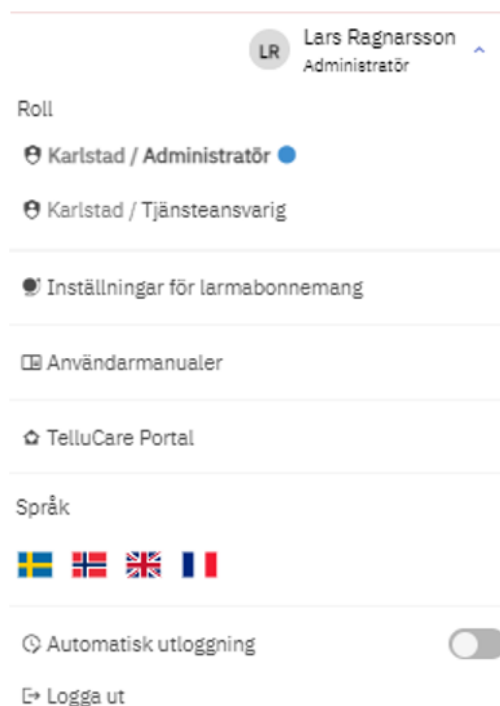 LR
Lars Ragnarsson
Administratör
Roll
Karlstad / Administratör
Karlstad / Tjänsteansvarig
Inställningar för larmabonnemang
Användarmanualer
TelluCare Portal
Språk
Automatisk utloggning
Logga ut